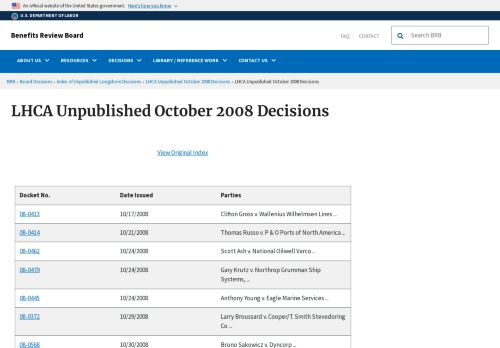 An official website of the United States government. Here's how you know
U.S. DEPARTMENT OF LABOR
Benefits Review Board
FAQ CONTACT
Search BRB
ABOUT US RESOURCES DECISIONS LIBRARY / REFERENCE WORK CONTACT US
BRB › Board Decisions › Index of Unpublished Longshore Decisions › LHCA Unpublished October 2008 Decisions › LHCA Unpublished October 2008 Decisions
LHCA Unpublished October 2008 Decisions
View Original Index
Docket No. Date Issued Parties
08-0433 10/17/2008 Clifton Gross v. Wallenius Wilhelmsen Lines...
08-0414 10/21/2008 Thomas Russo v. P & O Ports of North America ...
08-0462 10/24/2008 Scott Ash v. National Oilwell Varco...
08-0479 10/24/2008 Gary Krutz v. Northrop Grumman Ship
Systems, ...
08-0445 10/24/2008 Anthony Young v. Eagle Marine Services...
08-0372 10/29/2008 Larry Broussard v. Cooper/T. Smith Stevedoring
Co ...
08-0568 10/30/2008 Bruno Sakowicz v. Dyncorp ...